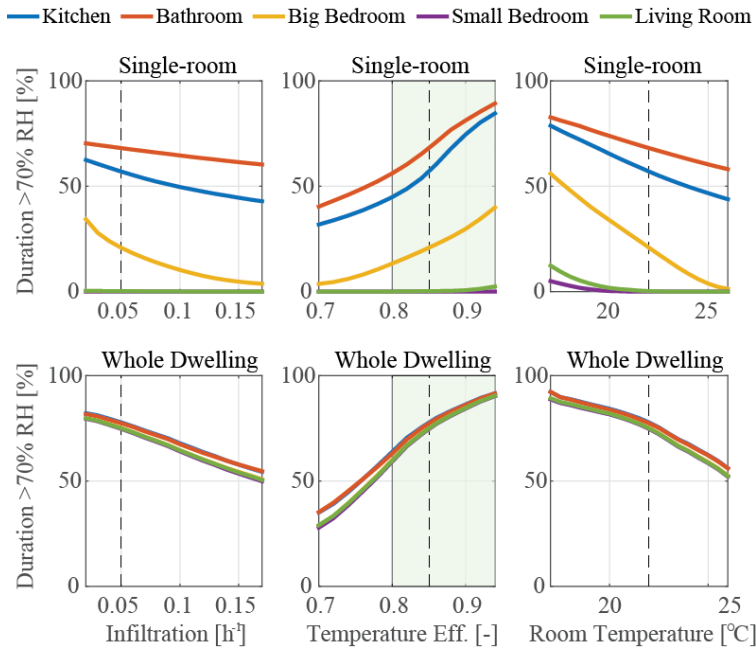 Kitchen Bathroom Big Bedroom Small Bedroom Living Room
Single-room Single-room Single-room
Duration >70% RH [%]
100 100 100
50 50 50
0 0 0
0.05 0.1 0.15 0.7 0.8 0.9 20 25
Whole Dwelling Whole Dwelling Whole Dwelling
Duration >70% RH [%]
100 100 100
50 50 50
0 0 0
0.05 0.1 0.15 0.7 0.8 0.9 20 25
Infiltration [h⁻¹] Temperature Eff. [-] Room Temperature [°C]